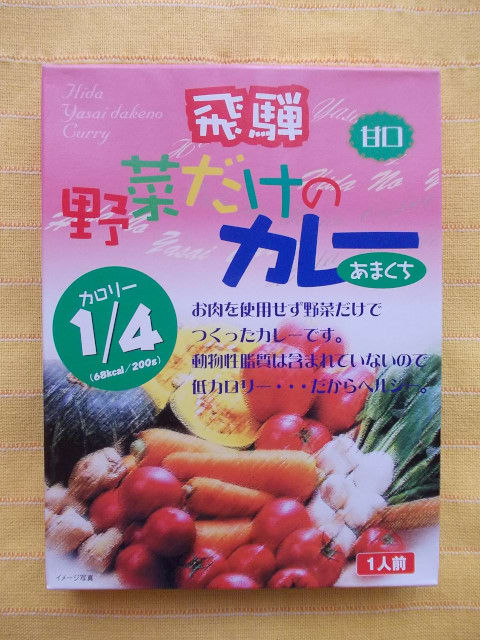 Hida
Yasai dakeno
Curry
飛騨
甘口
野菜だけの
カレー
あまくち
カロリー
1/4
(68kcal/200g)
お肉を使用せず野菜だけで
つくったカレーです。
動物性脂質は含まれていないので
低カロリー・・・だからヘルシー。
イメージ写真
1人前